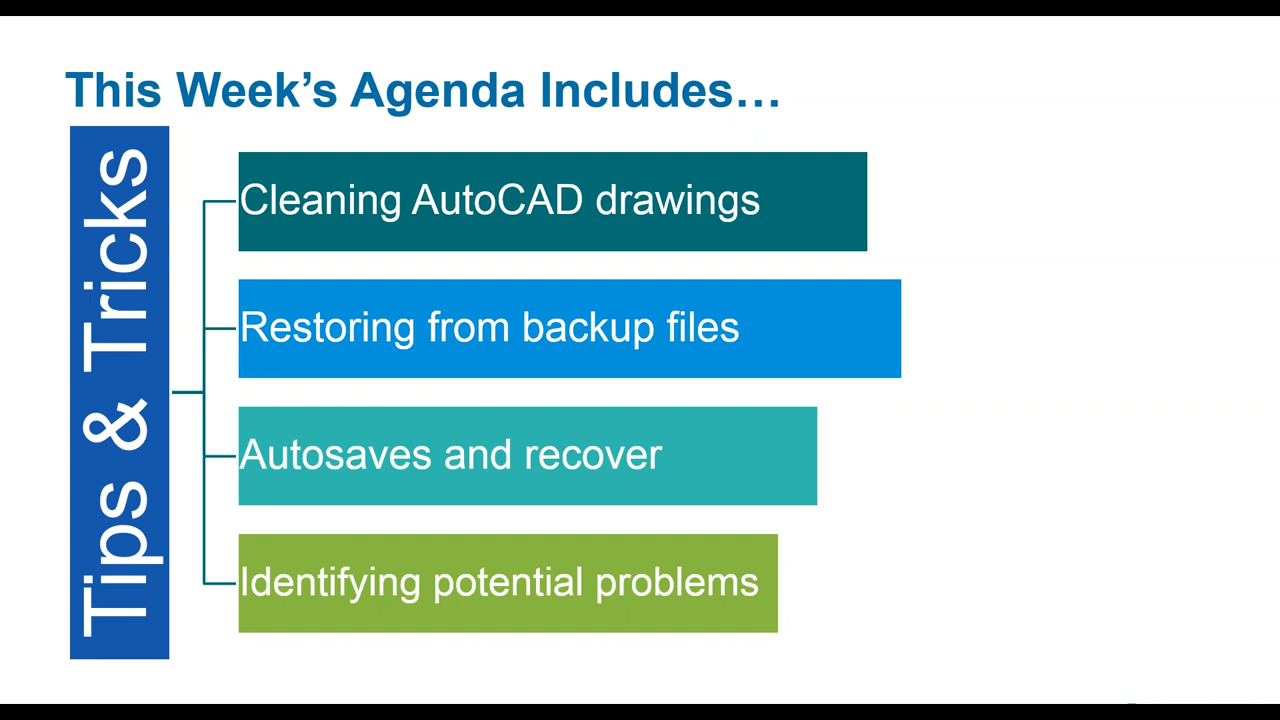 This Week’s Agenda Includes…
Tips & Tricks
Cleaning AutoCAD drawings
Restoring from backup files
Autosaves and recover
Identifying potential problems